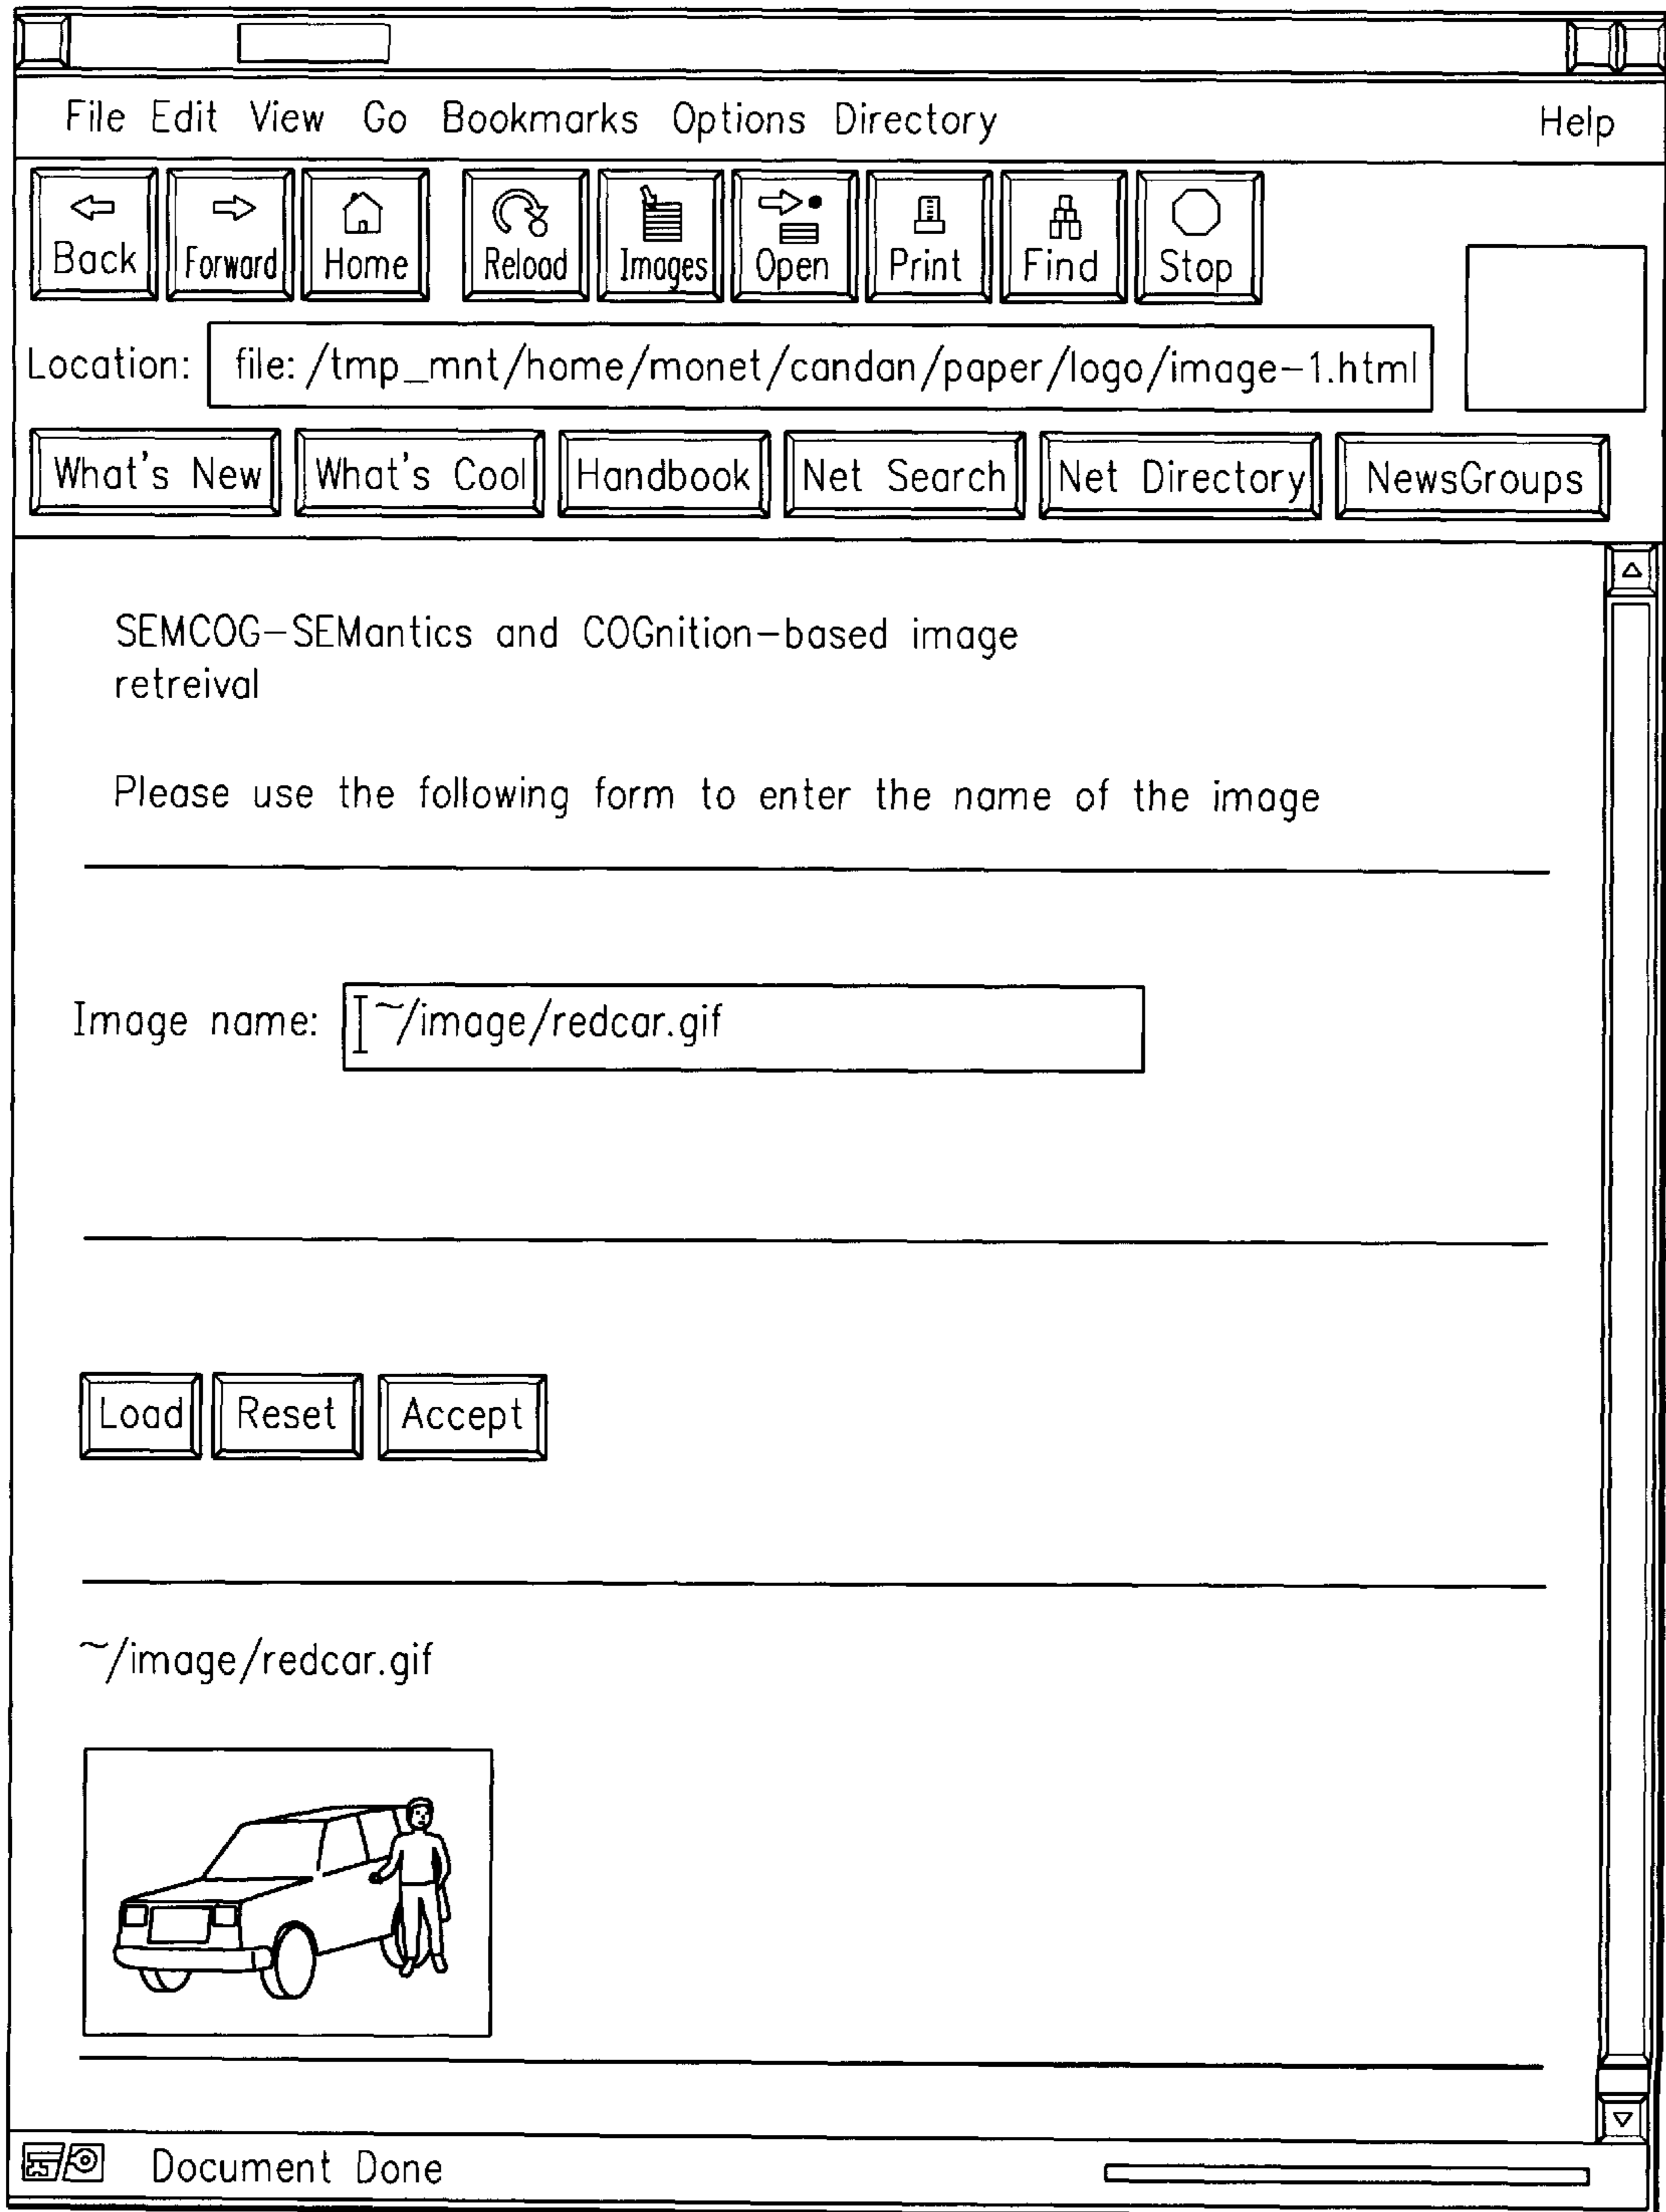 File Edit View Go Bookmarks Options Directory Help
Back Forward Home Reload Images Open Print Find Stop
Location: file: /tmp_mnt/home/monet/candan/paper/logo/image-1.html
What's New What's Cool Handbook Net Search Net Directory NewsGroups
SEMCOG-SEMantics and COGnition-based image
retreival
Please use the following form to enter the name of the image
Image name: ~/image/redcar.gif
Load Reset Accept
~/image/redcar.gif
Document Done